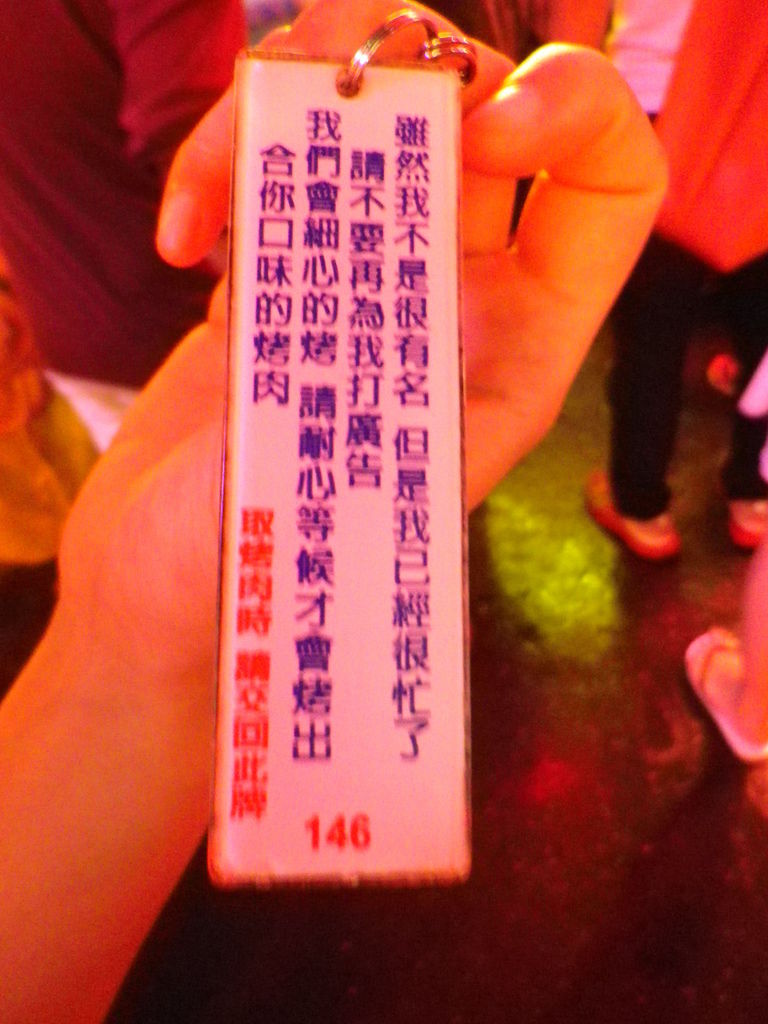 雖然我不是很有名 但是我已經很忙了
請不要再為我打廣告
我們會細心的烤 請耐心等候才會烤出
合你口味的烤肉
取烤肉時 請交回此牌
146